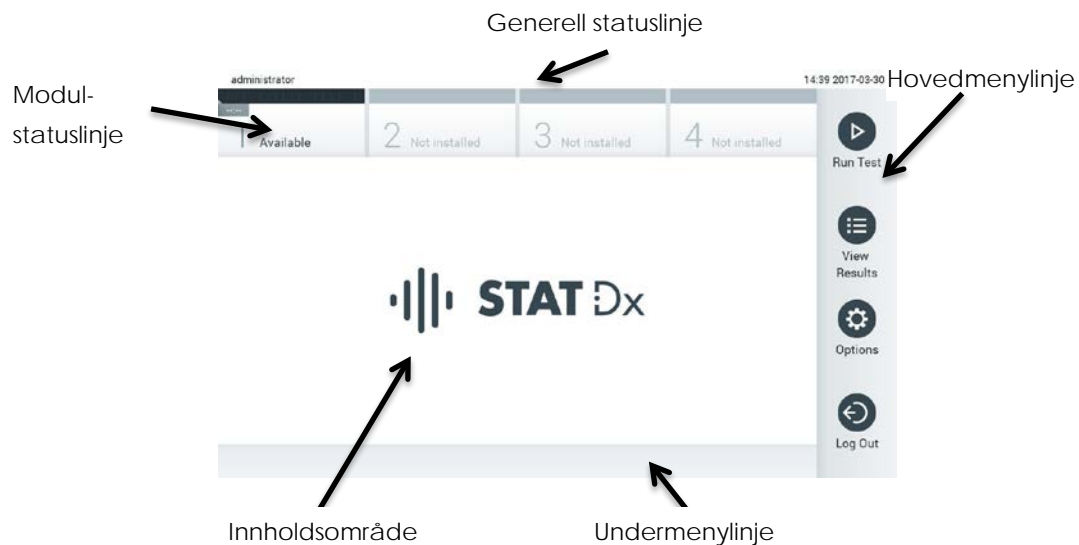 Generell statuslinje
administrator
14:39 2017-03-30
Hovedmenylinje
Modul-
statuslinje
1 Available
2 Not installed
3 Not installed
4 Not installed
Run Test
View
Results
STAT Dx
Options
Log Out
Innholdsområde
Undermenylinje